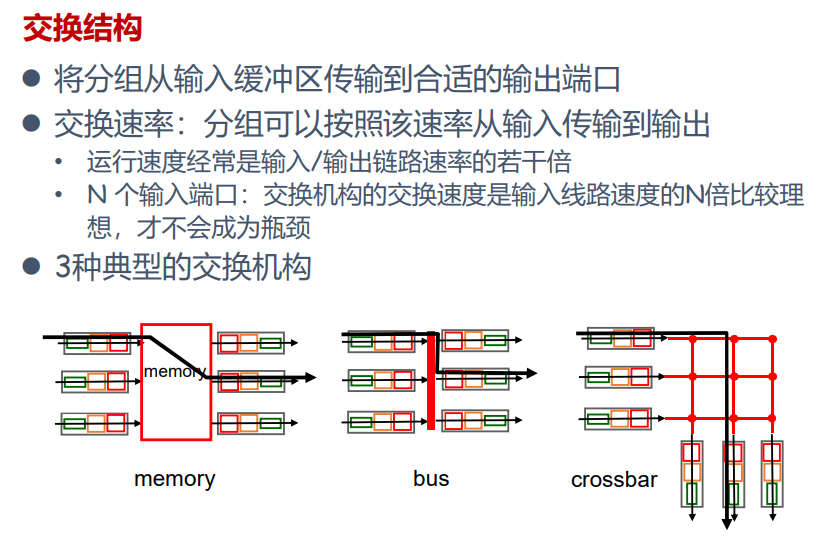 交换结构
● 将分组从输入缓冲区传输到合适的输出端口
● 交换速率：分组可以按照该速率从输入传输到输出
• 运行速度经常是输入/输出链路速率的若干倍
• N 个输入端口：交换机构的交换速度是输入线路速度的N倍比较理
想，才不会成为瓶颈
● 3种典型的交换机构
memory
memory
bus
crossbar